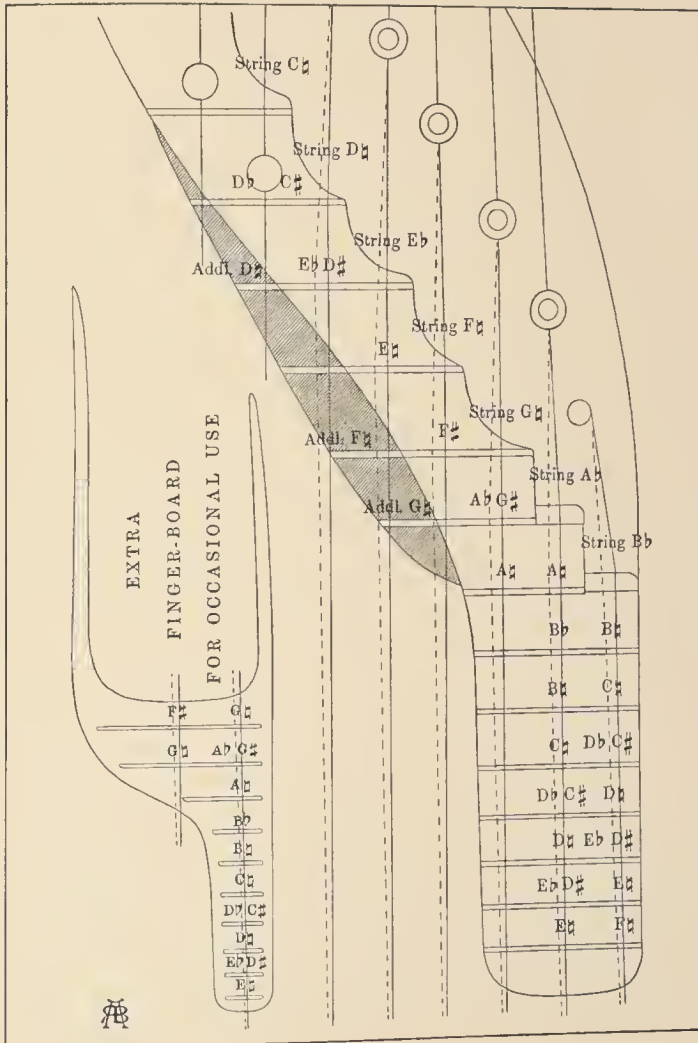 String C♮
String D♮
D♭ C♯
String E♭
Addl. D♯
E♭ D♯
String F♮
E♮
String G♮
F♯
Addl. F♮
String A♭
Addl. G♮
A♭ G♯
String B♭
A♮ A♮
B♭ B♮
B♮ C♮
C♮ D♭ C♯
D♭ C♯ D♮
D♮ E♭ D♯
E♭ D♯ E♮
E♮ F♮
EXTRA
FINGER-BOARD
FOR OCCASIONAL USE
F♯ G♮
G♮ A♭ G♯
A♮
B♭
B♮
C♮
D♭ C♯
D♮
E♭ D♯
E♮